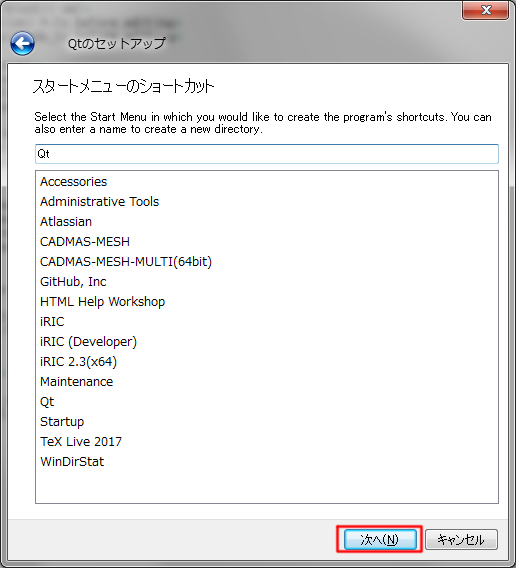 Qtのセットアップ
スタートメニューのショートカット
Select the Start Menu in which you would like to create the program's shortcuts. You can
also enter a name to create a new directory.
Qt
Accessories
Administrative Tools
Atlassian
CADMAS-MESH
CADMAS-MESH-MULTI(64bit)
GitHub, Inc
HTML Help Workshop
iRIC
iRIC (Developer)
iRIC 2.3(x64)
Maintenance
Qt
Startup
TeX Live 2017
WinDirStat
次へ(N)
キャンセル